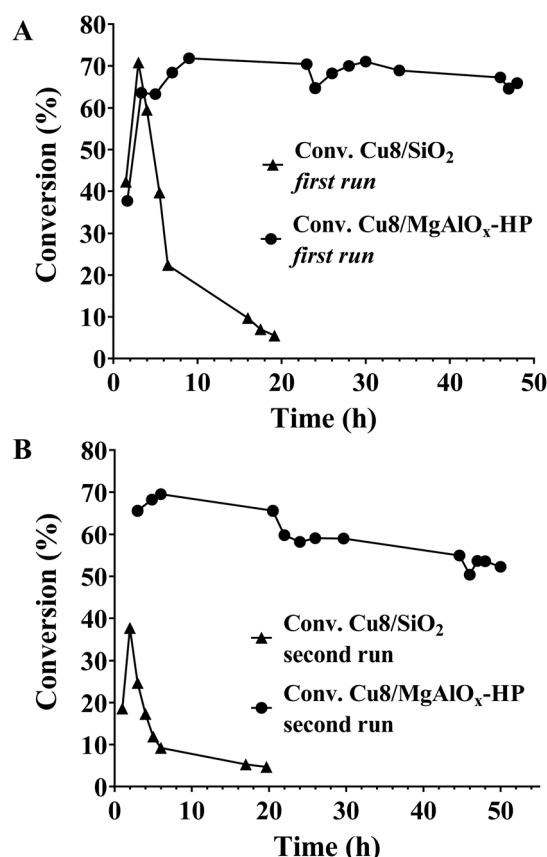 A
80
70
60
50
40
30
20
10
0
Conversion (%)
Conv. Cu8/SiO₂
first run
Conv. Cu8/MgAlOₓ-HP
first run
0 10 20 30 40 50
Time (h)
B
80
70
60
50
40
30
20
10
0
Conversion (%)
Conv. Cu8/SiO₂
second run
Conv. Cu8/MgAlOₓ-HP
second run
0 10 20 30 40 50
Time (h)